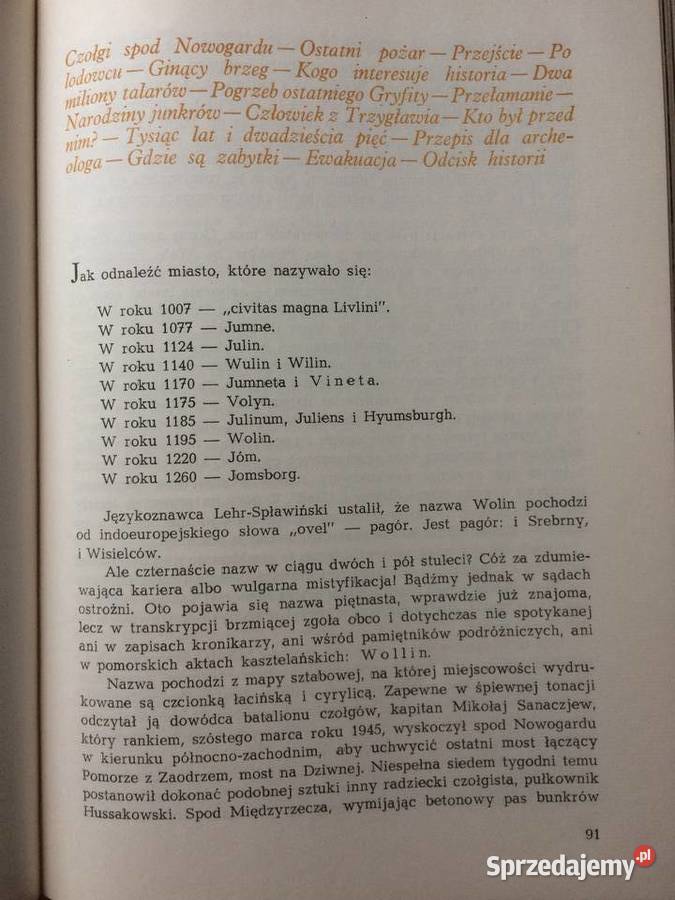 Czołgi spod Nowogardu — Ostatni pożar — Przejście — Po
lodowcu — Ginący brzeg — Kogo interesuje historia — Dwa
miliony talarów — Pogrzeb ostatniego Gryfity — Przełamanie —
Narodziny junkrów — Człowiek z Trzygławia — Kto był przed
nim? — Tysiąc lat i dwadzieścia pięć — Przepis dla arche-
ologa — Gdzie są zabytki — Ewakuacja — Odcisk historii
Jak odnaleźć miasto, które nazywało się:
W roku 1007 — „civitas magna Livlini".
W roku 1077 — Jumne.
W roku 1124 — Julin.
W roku 1140 — Wulin i Wilin.
W roku 1170 — Jumneta i Vineta.
W roku 1175 — Volyn.
W roku 1185 — Julinum, Juliens i Hyumsburgh.
W roku 1195 — Wolin.
W roku 1220 — Jóm.
W roku 1260 — Jomsborg.
Językoznawca Lehr-Spławiński ustalił, że nazwa Wolin pochodzi
od indoeuropejskiego słowa „ovel" — pagór. Jest pagór: i Srebrny,
i Wisielców.
Ale czternaście nazw w ciągu dwóch i pół stuleci? Cóż za zdumie-
wająca kariera albo wulgarna mistyfikacja! Bądźmy jednak w sądach
ostrożni. Oto pojawia się nazwa piętnasta, wprawdzie już znajoma,
lecz w transkrypcji brzmiącej zgoła obco i dotychczas nie spotykanej
ani w zapisach kronikarzy, ani wśród pamiętników podróżniczych, ani
w pomorskich aktach kasztelańskich: Wollin.
Nazwa pochodzi z mapy sztabowej, na której miejscowości wydru-
kowane są czcionką łacińską i cyrylicą. Zapewne w śpiewnej tonacji
odczytał ją dowódca batalionu czołgów, kapitan Mikołaj Sanaczjew,
który rankiem, szóstego marca roku 1945, wyskoczył spod Nowogardu
w kierunku północno-zachodnim, aby uchwycić ostatni most łączący
Pomorze z Zaodrzem, most na Dziwnej. Niespełna siedem tygodni temu
postanowił dokonać podobnej sztuki inny radziecki czołgista, pułkownik
Hussakowski. Spod Międzyrzecza, wymijając betonowy pas bunkrów
91
Sprzedajemy.pl